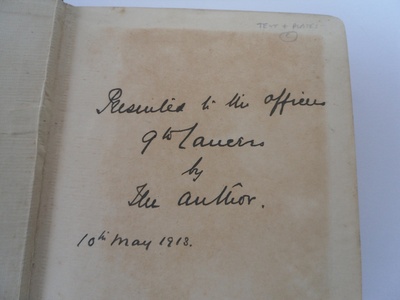 Presented to the officers
9th Lancers
by
The author.
10th May 1913.